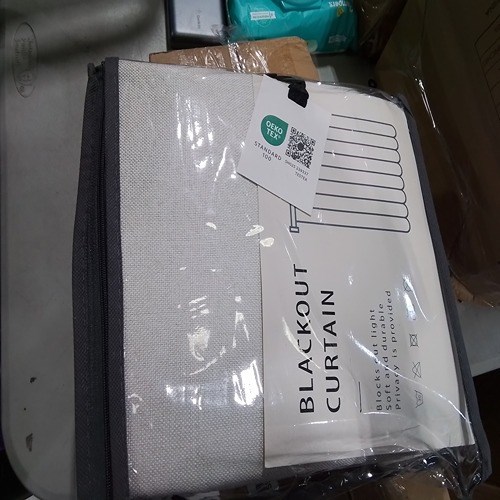 OEKO
TEX®
STANDARD
100
BLACKOUT
CURTAIN
Blocks out light
Soft and durable
Privacy is provided